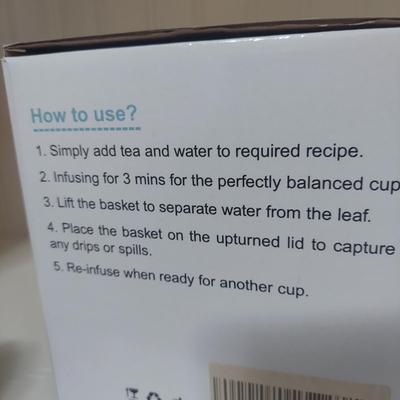 How to use?
1. Simply add tea and water to required recipe.
2. Infusing for 3 mins for the perfectly balanced cup
3. Lift the basket to separate water from the leaf.
4. Place the basket on the upturned lid to capture
any drips or spills.
5. Re-infuse when ready for another cup.